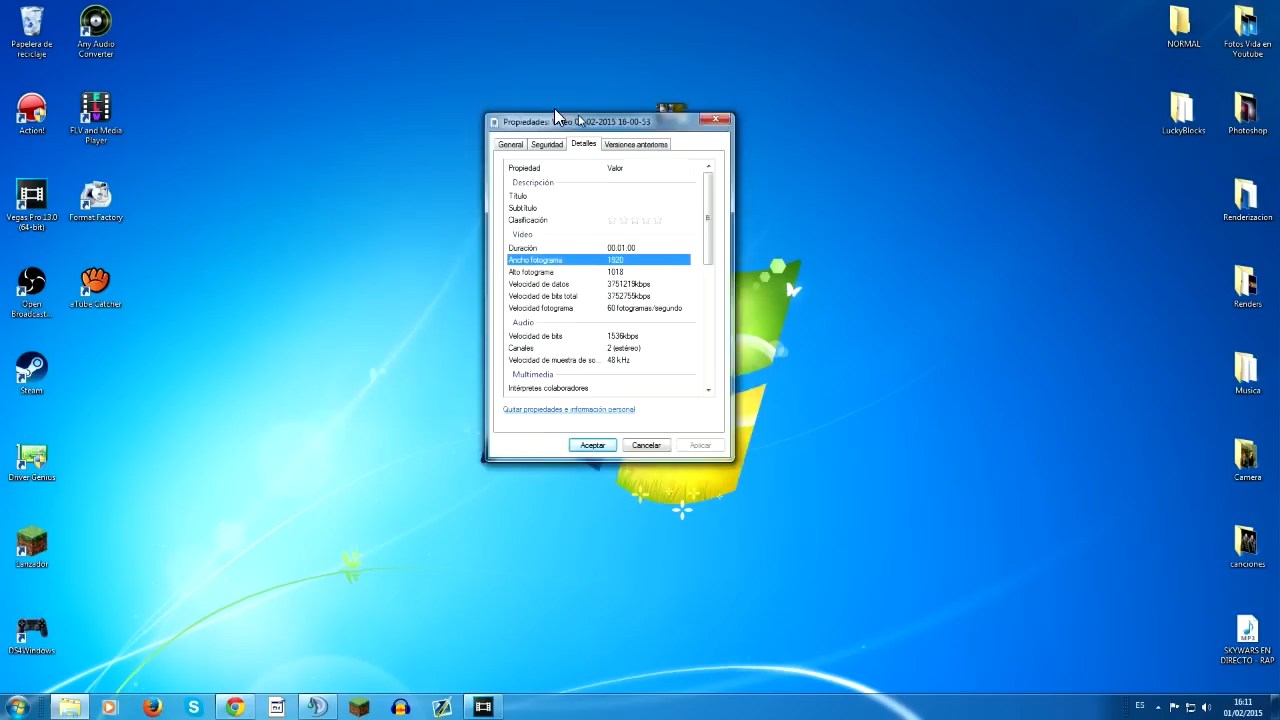 Papelera de
reciclaje
Any Audio
Converter
Action!
FLV and Media
Player
Vegas Pro 13.0
(64-bit)
Format Factory
Open
Broadcast...
aTube Catcher
Steam
Driver Genius
Lanzador
DS4Windows
02-2015 16-00-53
Propiedades:
General
Seguridad
Detalles
Versiones anteriores
Propiedad
Valor
Descripción
Título
Subtítulo
Clasificación
Vídeo
Duración
00:01:00
Ancho fotograma
1920
Alto fotograma
1018
Velocidad de datos
3751219kbps
Velocidad de bits total
3752755kbps
Velocidad fotograma
60 fotogramas/segundo
Audio
Velocidad de bits
1536kbps
Canales
2 (estéreo)
Velocidad de muestra de so...
48 kHz
Multimedia
Intérpretes colaboradores
Quitar propiedades e información personal
Aceptar
Cancelar
Aplicar
NORMAL
Fotos Vida en
Youtube
LuckyBlocks
Photoshop
Renderizacion
Renders
Musica
Camera
canciones
MP3
SKYWARS EN
DIRECTO - RAP
ES
16:11
01/02/2015